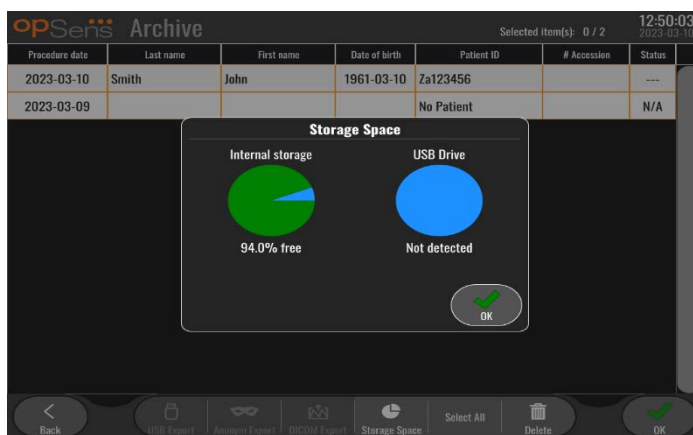 opSens Archive Selected item(s): 0 / 2 12:50:03
2023-03-10
Procedure date Last name First name Date of birth Patient ID # Accession Status
2023-03-10 Smith John 1961-03-10 Za123456 ---
2023-03-09 No Patient N/A
Storage Space
Internal storage USB Drive
94.0% free Not detected
OK
Back USB Export Anonym Export DICOM Export Storage Space Select All Delete OK